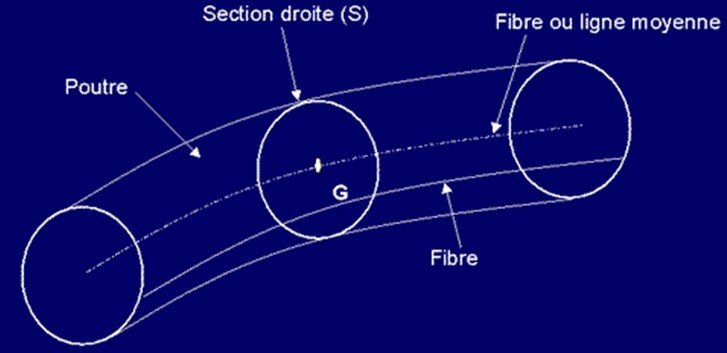 Section droite (S)
Fibre ou ligne moyenne
Poutre
G
Fibre